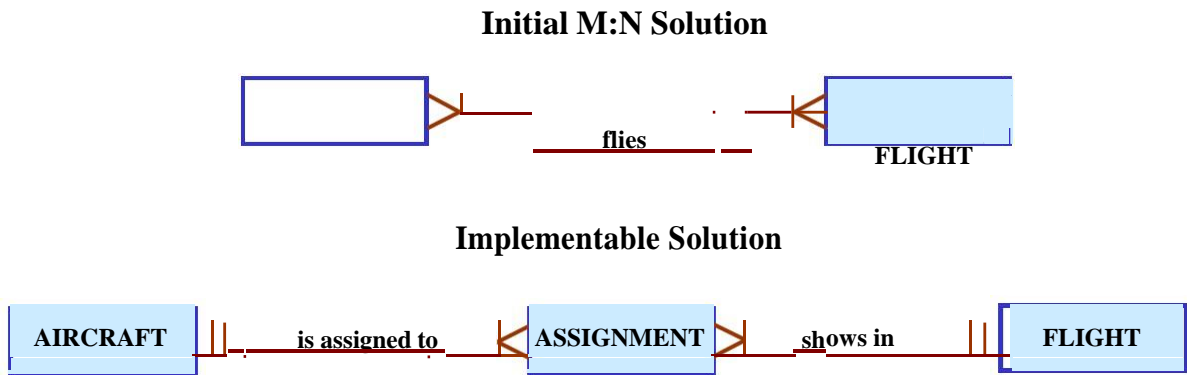 Initial M:N Solution
flies
FLIGHT
Implementable Solution
AIRCRAFT is assigned to ASSIGNMENT shows in FLIGHT